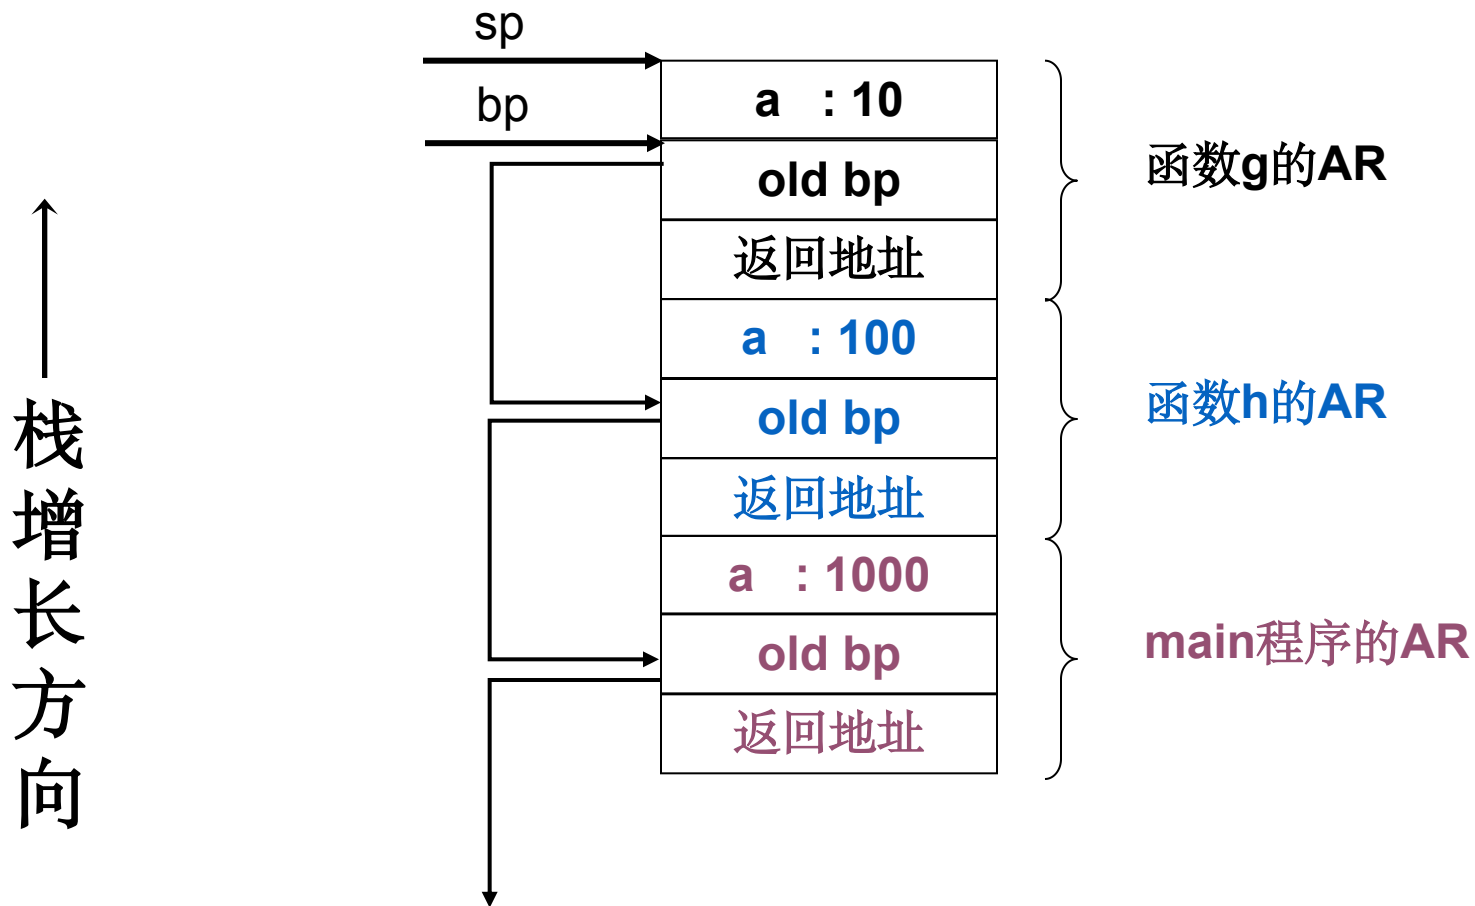 sp
bp
a : 10
old bp
返回地址
函数g的AR
a : 100
old bp
返回地址
函数h的AR
a : 1000
old bp
返回地址
main程序的AR
栈增长方向